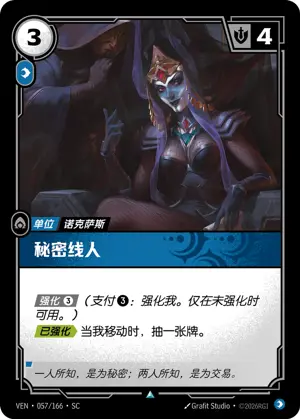 3
4
单位 诺克萨斯
秘密线人
强化 3 (支付3：强化我。仅在未强化时
可用。)
已强化 当我移动时，抽一张牌。
一人所知，是为秘密；两人所知，是为交易。
VEN • 057/166 • SC
Grafit Studio ©2026RG)